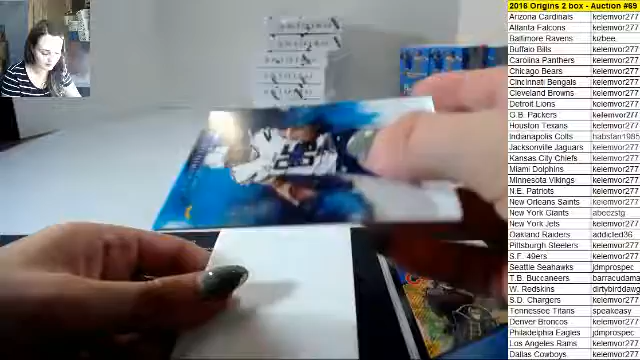 2016 Origins 2 box - Auction #69
Arizona Cardinals kelemvor277
Atlanta Falcons kelemvor277
Baltimore Ravens kizbee
Buffalo Bills kelemvor277
Carolina Panthers kelemvor277
Chicago Bears kelemvor277
Cincinnati Bengals kelemvor277
Cleveland Browns kelemvor277
Detroit Lions kelemvor277
G.B. Packers kelemvor277
Houston Texans kelemvor277
Indianapolis Colts habsfan1985
Jacksonville Jaguars kelemvor277
Kansas City Chiefs kelemvor277
Miami Dolphins kelemvor277
Minnesota Vikings kelemvor277
N.E. Patriots kelemvor277
New Orleans Saints kelemvor277
New York Giants abeezstg
New York Jets kelemvor277
Oakland Raiders addicted36
Pittsburgh Steelers kelemvor277
S.F. 49ers kelemvor277
Seattle Seahawks jdmprospec
T.B. Buccaneers barracudama
W. Redskins dirtybirddawg
S.D. Chargers kelemvor277
Tennessee Titans speakeasy
Denver Broncos kelemvor277
Philadelphia Eagles jdmprospec
Los Angeles Rams kelemvor277
Dallas Cowboys kelemvor277